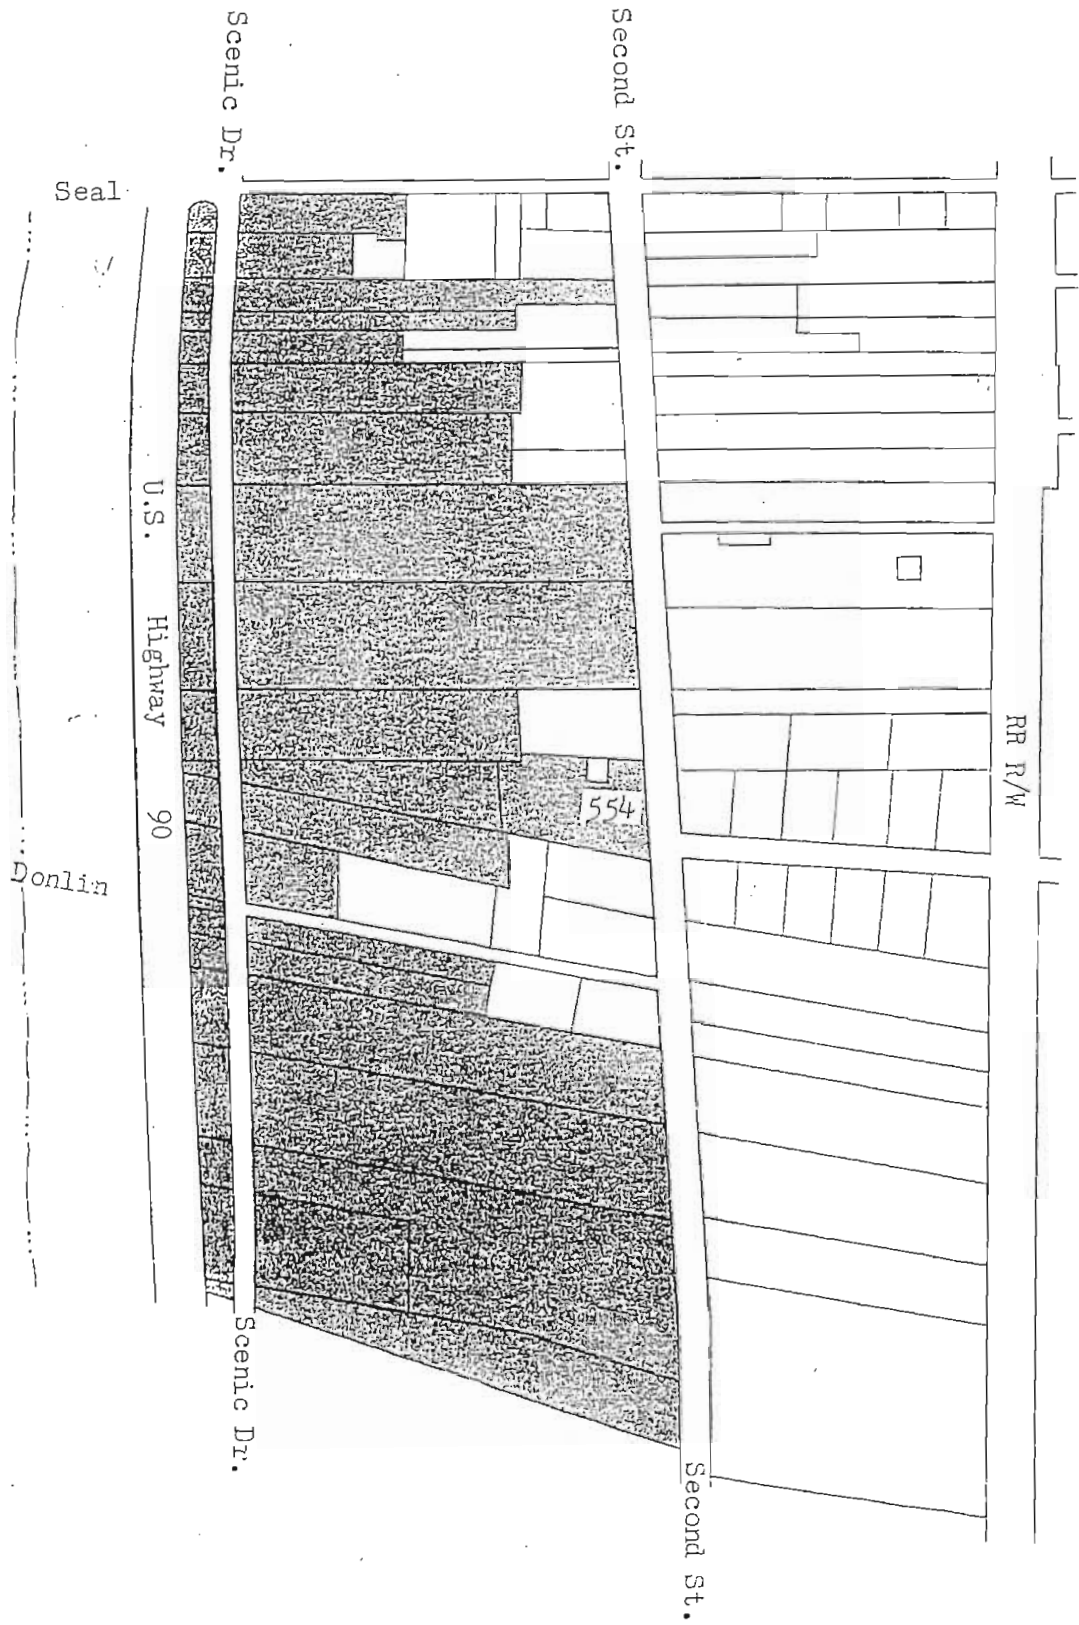 Scenic Dr.
Second St.
Seal
U.S. Highway 90
RR R/W
554
Donlin
Scenic Dr.
Second St.